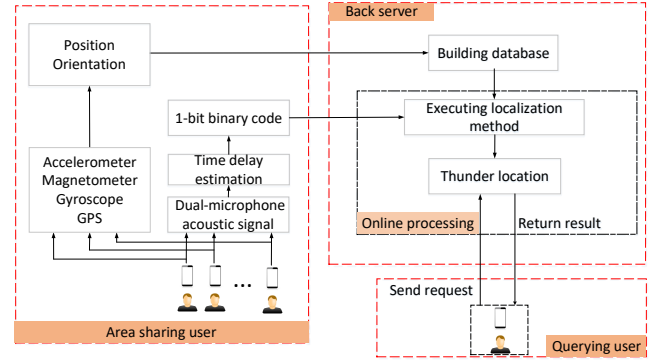 Back server
Position
Orientation
Building database
1-bit binary code
Executing localization
method
Accelerometer
Magnetometer
Gyroscope
GPS
Time delay
estimation
Thunder location
Dual-microphone
acoustic signal
Online processing
Return result
...
Send request
Area sharing user
Querying user